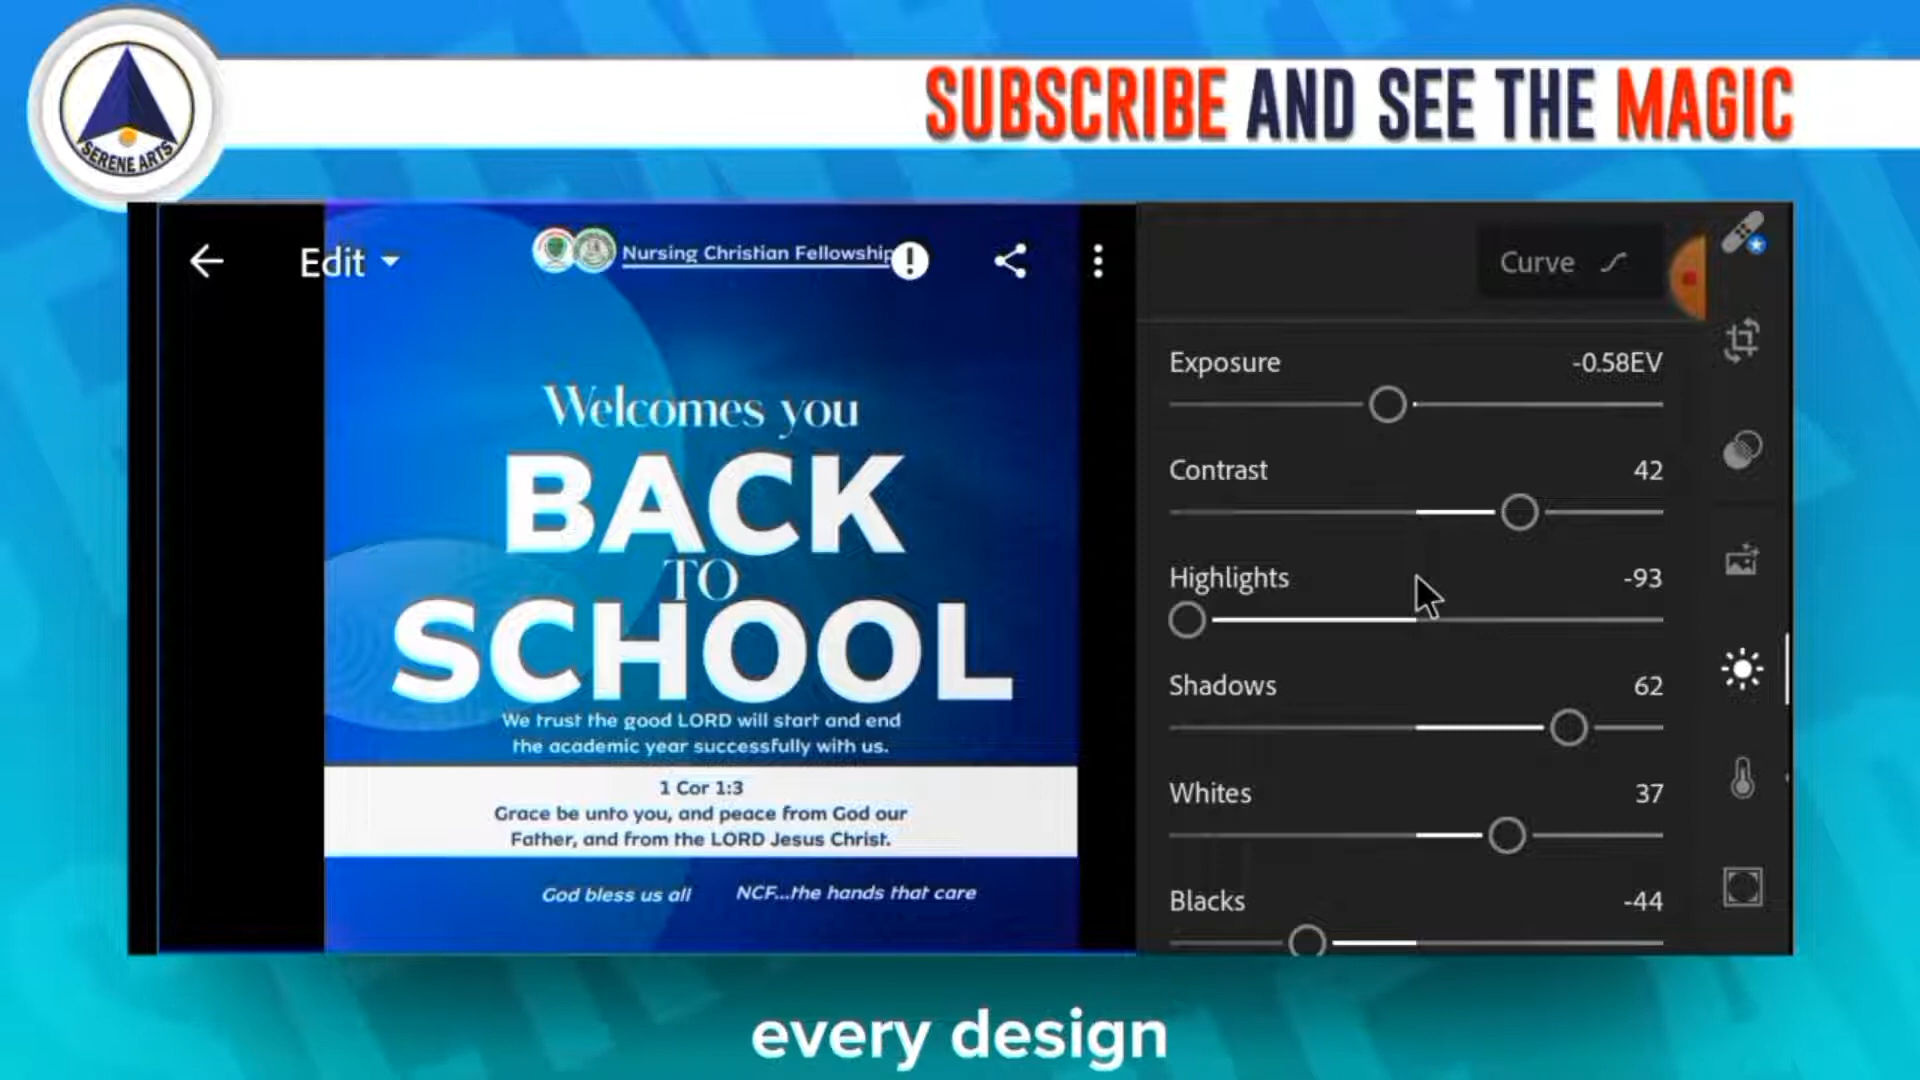 SUBSCRIBE AND SEE THE MAGIC
SERENE ARTS
Edit
Nursing Christian Fellowship
Curve
Welcomes you
BACK
TO
SCHOOL
We trust the good LORD will start and end
the academic year successfully with us.
1 Cor 1:3
Grace be unto you, and peace from God our
Father, and from the LORD Jesus Christ.
God bless us all
NCF...the hands that care
Exposure -0.58EV
Contrast 42
Highlights -93
Shadows 62
Whites 37
Blacks -44
every design